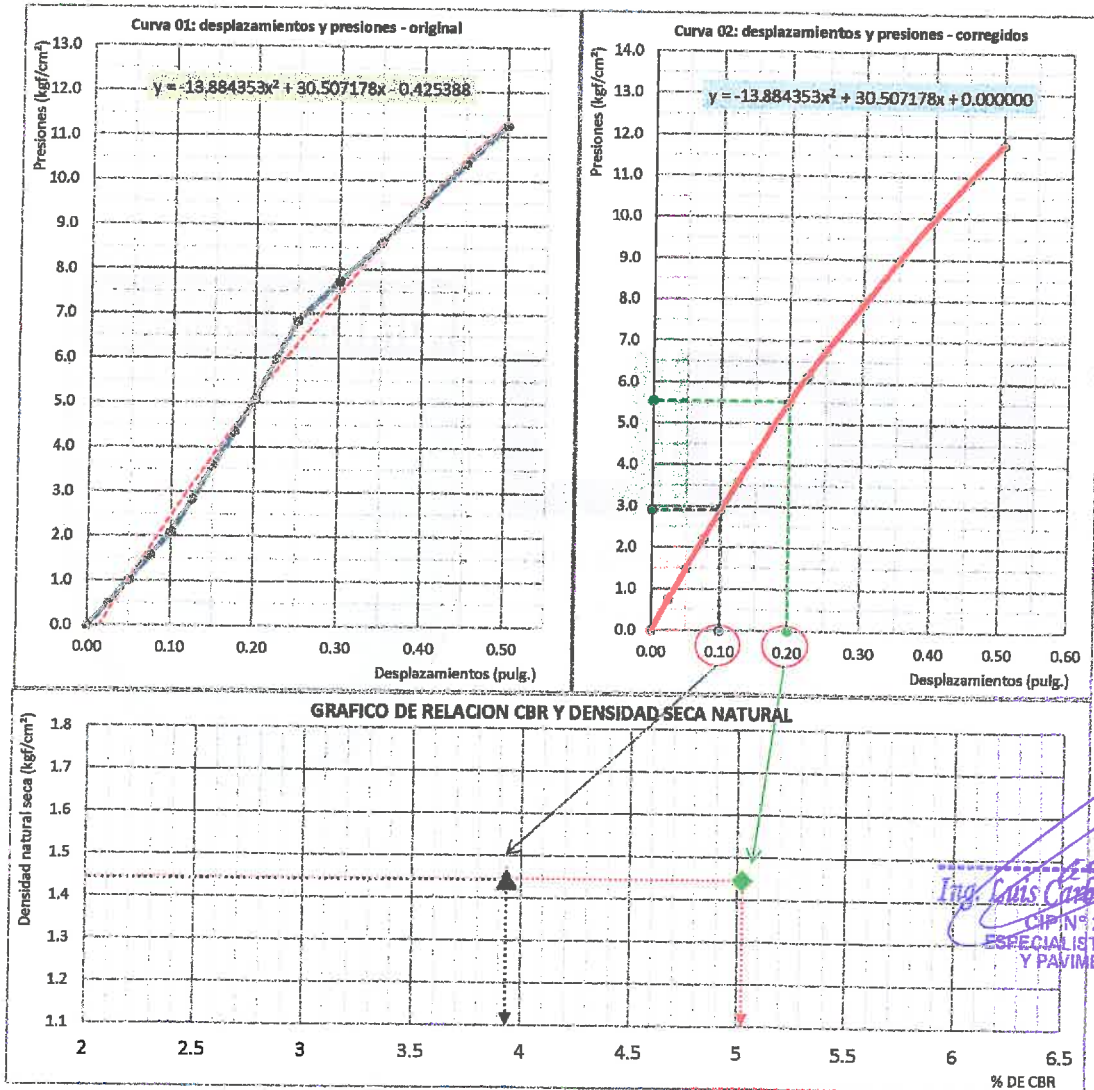 Curva 01: desplazamientos y presiones - original
Presiones (kgf/cm²)
y = -13.884353x² + 30.507178x - 0.425388
13.0
12.0
11.0
10.0
9.0
8.0
7.0
6.0
5.0
4.0
3.0
2.0
1.0
0.0
0.00 0.10 0.20 0.30 0.40 0.50
Desplazamientos (pulg.)
Curva 02: desplazamientos y presiones - corregidos
Presiones (kgf/cm²)
y = -13.884353x² + 30.507178x + 0.000000
14.0
13.0
12.0
11.0
10.0
9.0
8.0
7.0
6.0
5.0
4.0
3.0
2.0
1.0
0.0
0.00 0.10 0.20 0.30 0.40 0.50 0.60
Desplazamientos (pulg.)
GRAFICO DE RELACION CBR Y DENSIDAD SECA NATURAL
Densidad natural seca (kgf/cm²)
1.8
1.7
1.6
1.5
1.4
1.3
1.2
1.1
2 2.5 3 3.5 4 4.5 5 5.5 6 6.5
% DE CBR
Ing. Luis
CIP N°
ESPECIALIST
Y PAVIME